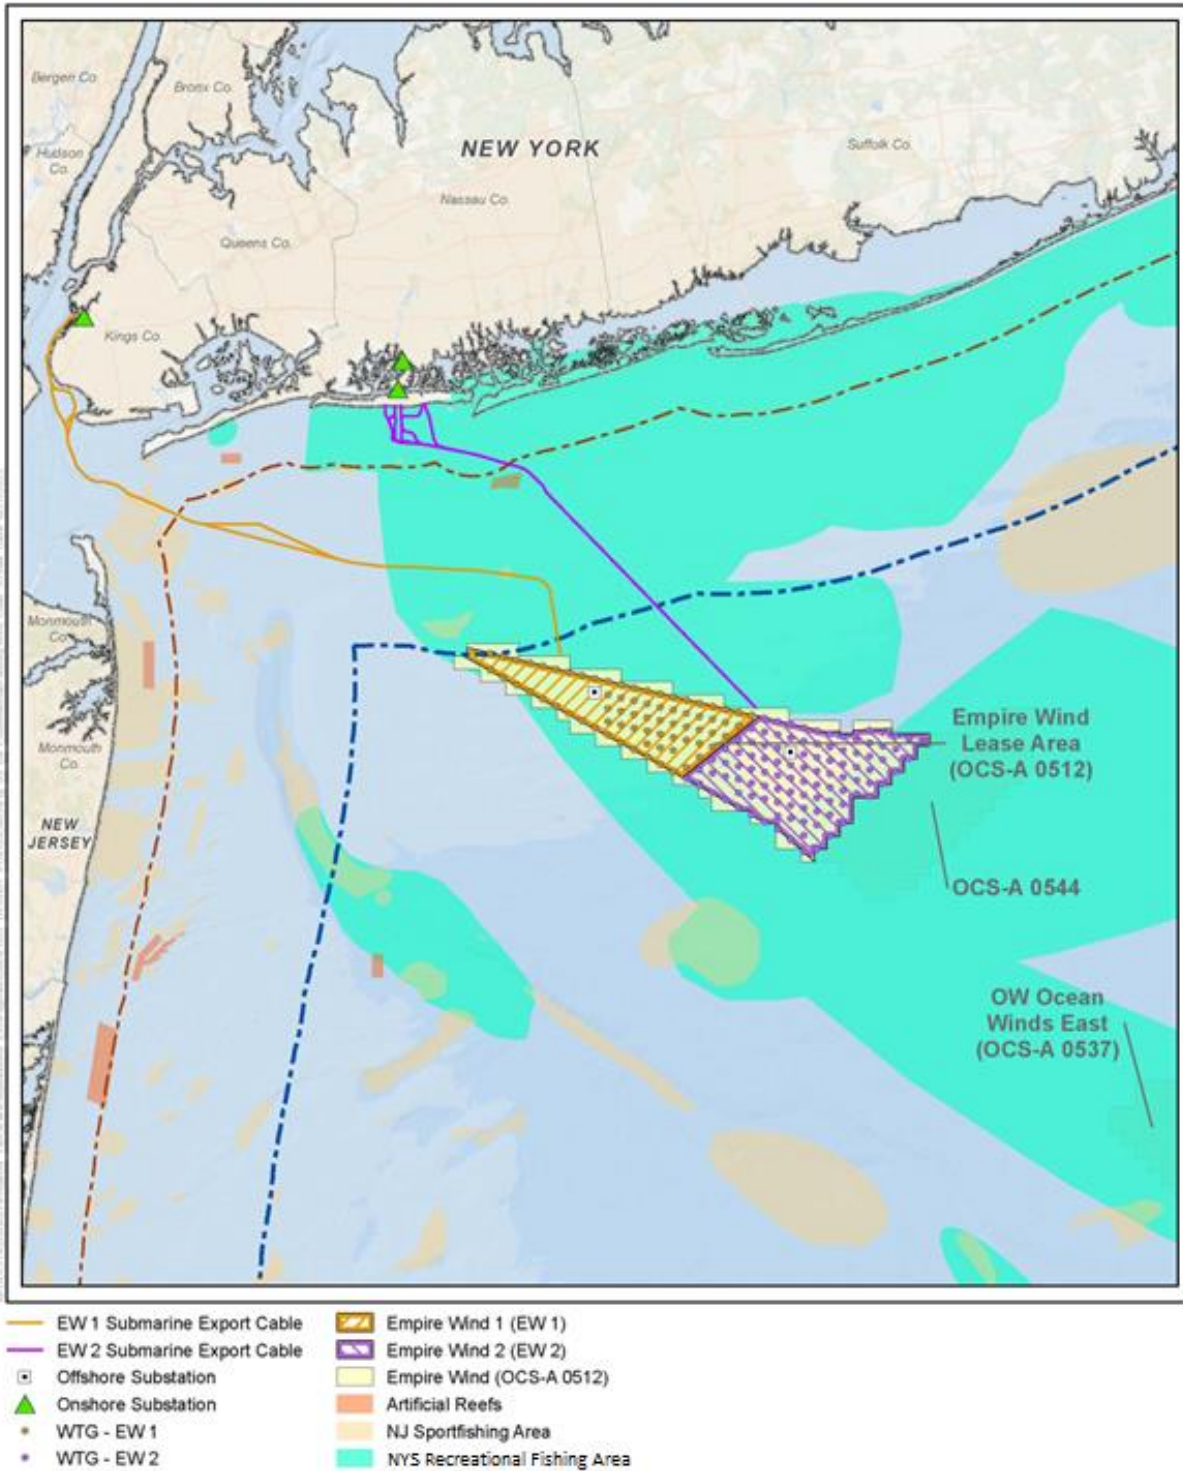 Bergen Co.
Bronx Co.
Hudson
Co.
NEW YORK
Suffolk Co.
Nassau Co.
Queens Co.
Kings Co.
Monmouth
Co.
Monmouth
Co.
NEW
JERSEY
Empire Wind
Lease Area
(OCS-A 0512)
OCS-A 0544
OW Ocean
Winds East
(OCS-A 0537)
EW 1 Submarine Export Cable
EW 2 Submarine Export Cable
Offshore Substation
Onshore Substation
WTG - EW 1
WTG - EW 2
Empire Wind 1 (EW 1)
Empire Wind 2 (EW 2)
Empire Wind (OCS-A 0512)
Artificial Reefs
NJ Sportfishing Area
NYS Recreational Fishing Area